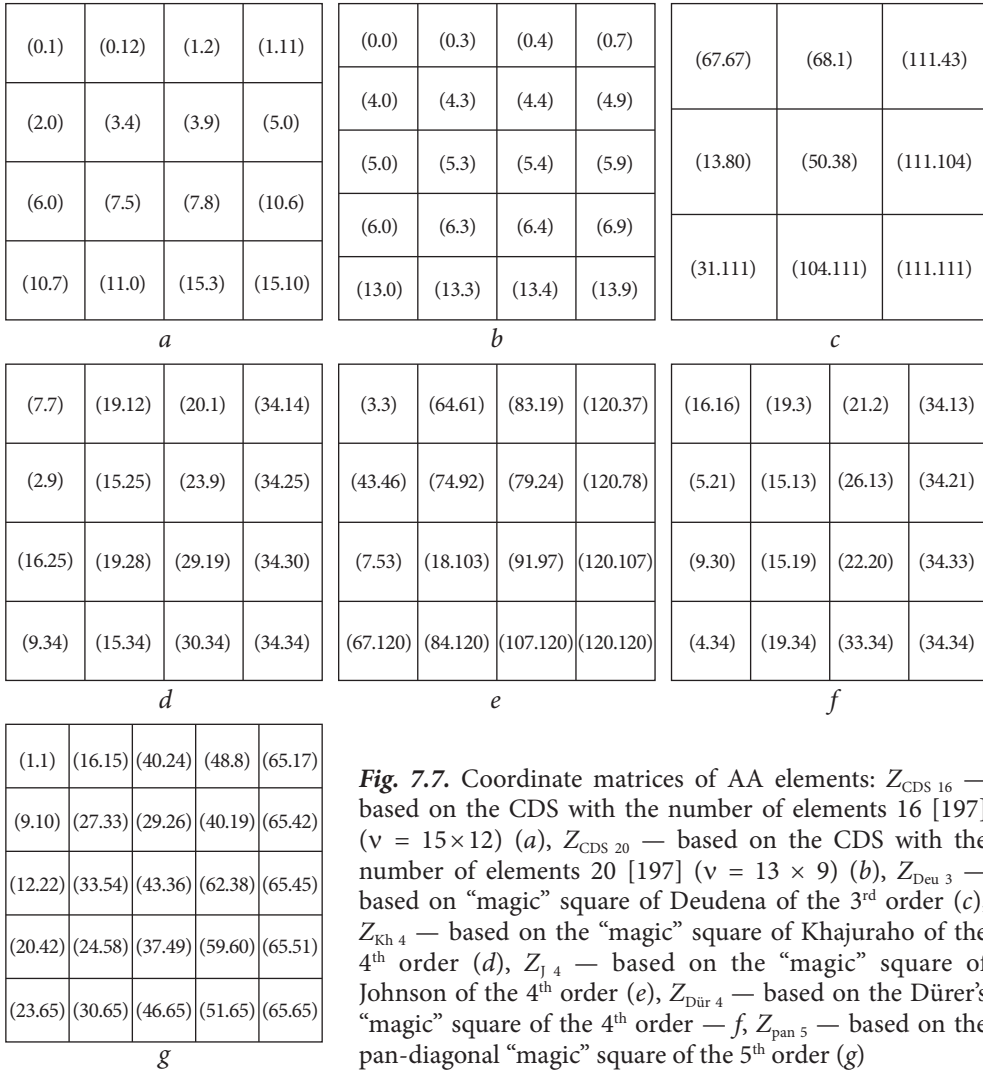 (0.1) (0.12) (1.2) (1.11)
(2.0) (3.4) (3.9) (5.0)
(6.0) (7.5) (7.8) (10.6)
(10.7) (11.0) (15.3) (15.10)
a
(0.0) (0.3) (0.4) (0.7)
(4.0) (4.3) (4.4) (4.9)
(5.0) (5.3) (5.4) (5.9)
(6.0) (6.3) (6.4) (6.9)
(13.0) (13.3) (13.4) (13.9)
b
(67.67) (68.1) (111.43)
(13.80) (50.38) (111.104)
(31.111) (104.111) (111.111)
c
(7.7) (19.12) (20.1) (34.14)
(2.9) (15.25) (23.9) (34.25)
(16.25) (19.28) (29.19) (34.30)
(9.34) (15.34) (30.34) (34.34)
d
(3.3) (64.61) (83.19) (120.37)
(43.46) (74.92) (79.24) (120.78)
(7.53) (18.103) (91.97) (120.107)
(67.120) (84.120) (107.120) (120.120)
e
(16.16) (19.3) (21.2) (34.13)
(5.21) (15.13) (26.13) (34.21)
(9.30) (15.19) (22.20) (34.33)
(4.34) (19.34) (33.34) (34.34)
f
(1.1) (16.15) (40.24) (48.8) (65.17)
(9.10) (27.33) (29.26) (40.19) (65.42)
(12.22) (33.54) (43.36) (62.38) (65.45)
(20.42) (24.58) (37.49) (59.60) (65.51)
(23.65) (30.65) (46.65) (51.65) (65.65)
g
Fig. 7.7. Coordinate matrices of AA elements: Z CDS 16 —
based on the CDS with the number of elements 16 [197]
(ν = 15×12) (a), Z CDS 20 — based on the CDS with the
number of elements 20 [197] (ν = 13 × 9) (b), Z Deu 3 —
based on “magic” square of Deudena of the 3rd order (c),
Z Kh 4 — based on the “magic” square of Khajuraho of the
4th order (d), Z J 4 — based on the “magic” square of
Johnson of the 4th order (e), Z Dür 4 — based on the Dürer’s
“magic” square of the 4th order — f, Z pan 5 — based on the
pan-diagonal “magic” square of the 5th order (g)